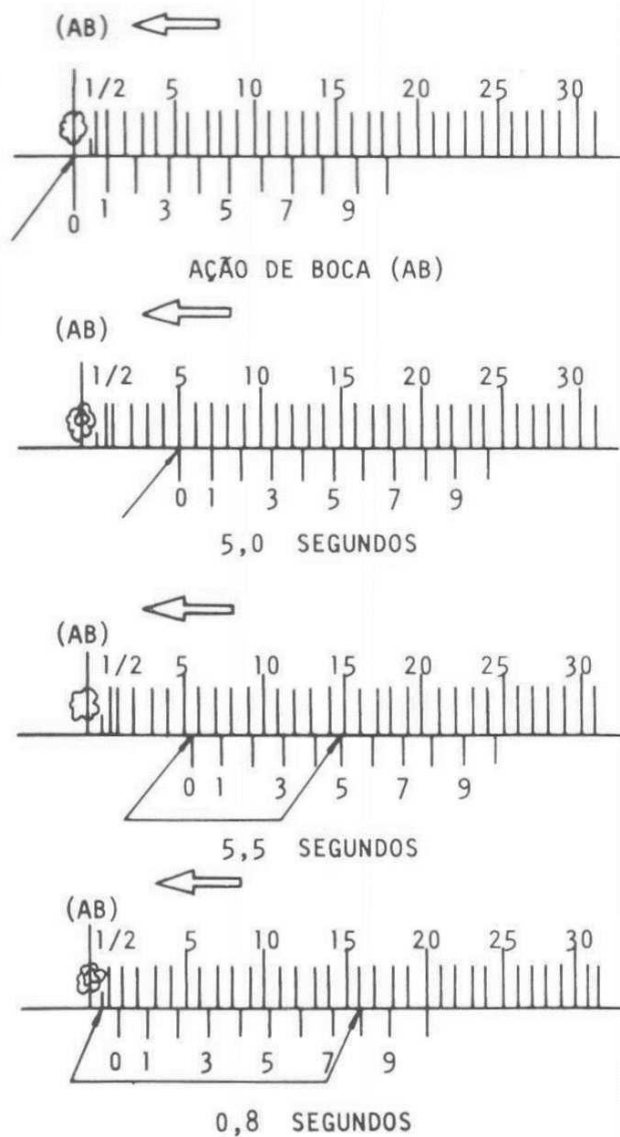 (AB)
1/2 5 10 15 20 25 30
0 1 3 5 7 9
AÇÃO DE BOCA (AB)
(AB)
1/2 5 10 15 20 25 30
0 1 3 5 7 9
5,0 SEGUNDOS
(AB)
1/2 5 10 15 20 25 30
0 1 3 5 7 9
5,5 SEGUNDOS
(AB)
1/2 5 10 15 20 25 30
0 1 3 5 7 9
0,8 SEGUNDOS